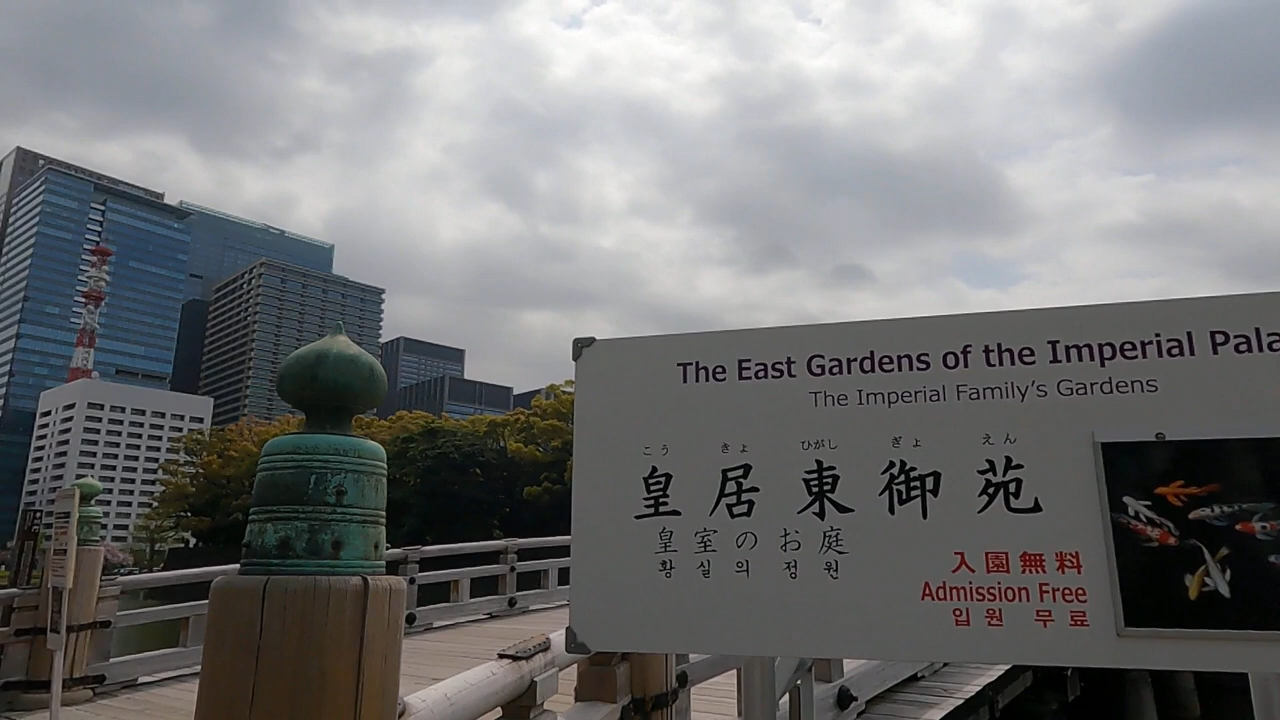 The East Gardens of the Imperial Pala
The Imperial Family's Gardens
こう きょ ひがし ぎょ えん
皇居東御苑
皇室のお庭
황실의 정원
入園無料
Admission Free
입원 무료